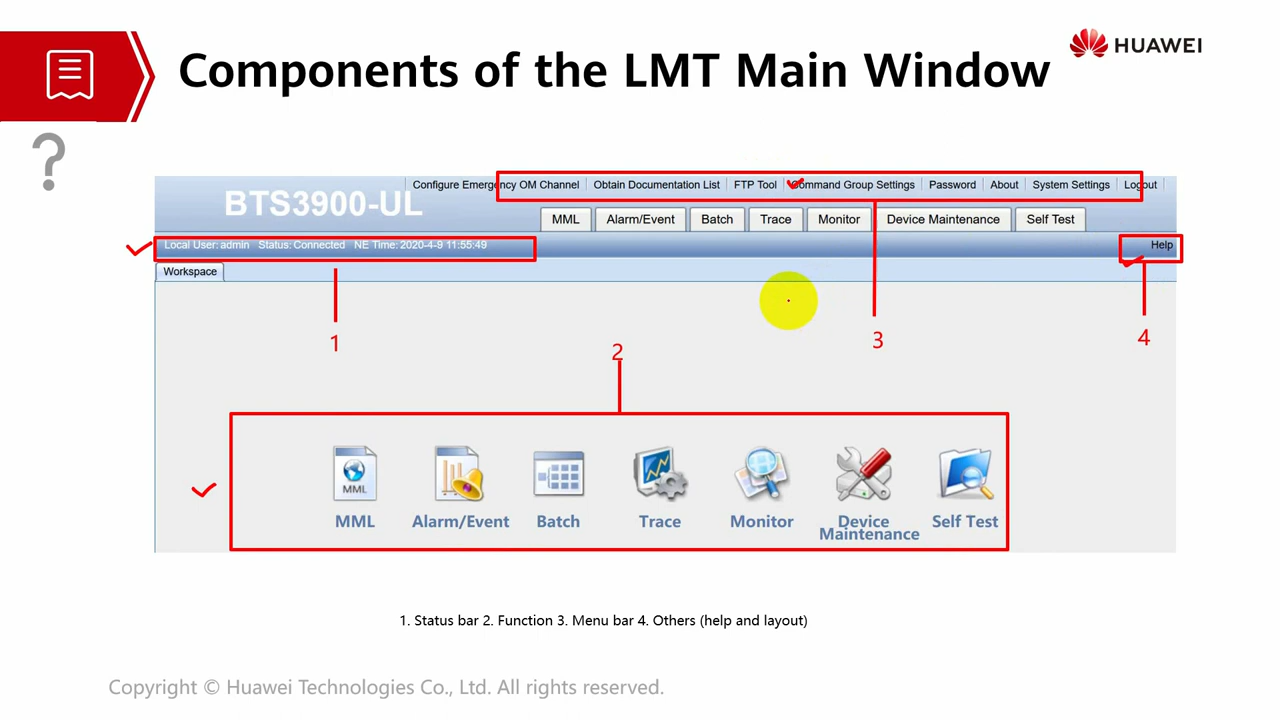 Components of the LMT Main Window
HUAWEI
?
Configure Emergency OM Channel Obtain Documentation List FTP Tool Command Group Settings Password About System Settings Logout
BTS3900-UL
MML Alarm/Event Batch Trace Monitor Device Maintenance Self Test
Local User: admin Status: Connected NE Time: 2020-4-9 11:55:49
Help
Workspace
1
2
3
4
MML
MML Alarm/Event Batch Trace Monitor Device Maintenance Self Test
1. Status bar 2. Function 3. Menu bar 4. Others (help and layout)
Copyright © Huawei Technologies Co., Ltd. All rights reserved.